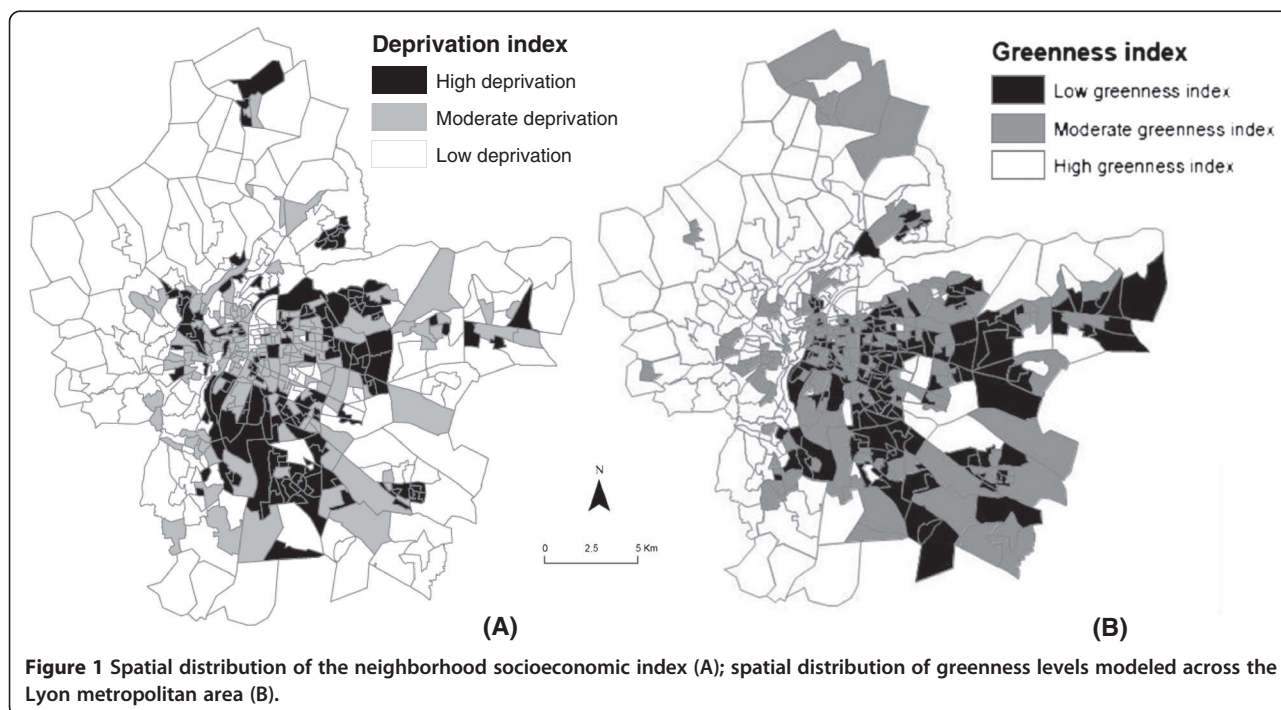 Deprivation index
High deprivation
Moderate deprivation
Low deprivation
Greenness index
Low greenness index
Moderate greenness index
High greenness index
N
0 2,5 5 Km
(A)
(B)
Figure 1 Spatial distribution of the neighborhood socioeconomic index (A); spatial distribution of greenness levels modeled across the
Lyon metropolitan area (B).